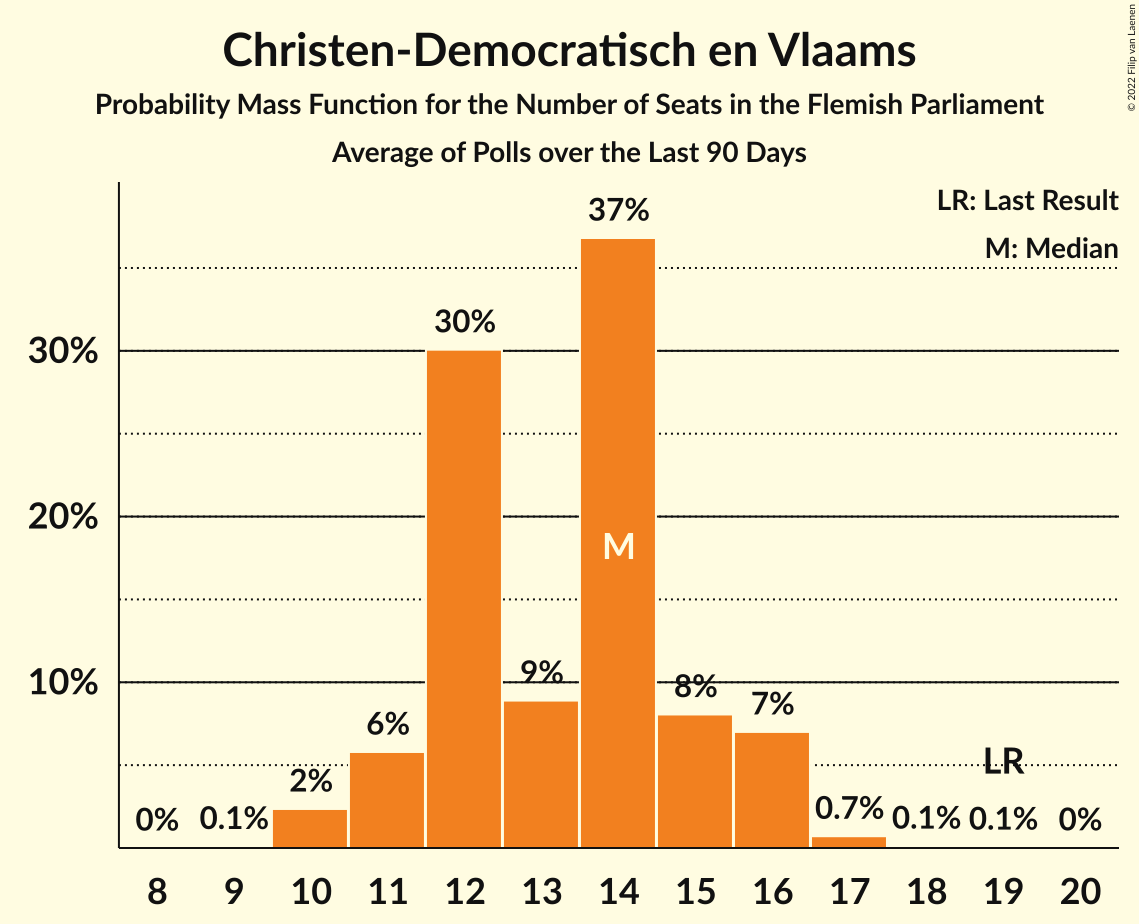 Christen-Democratisch en Vlaams
Probability Mass Function for the Number of Seats in the Flemish Parliament
Average of Polls over the Last 90 Days
© 2022 Filip van Laenen
LR: Last Result
M: Median
37%
30%
30%
20%
M
10%
9%
8%
7%
6%
LR
2%
0%
0.1%
0.7%
0.1%
0.1%
0%
8 9 10 11 12 13 14 15 16 17 18 19 20